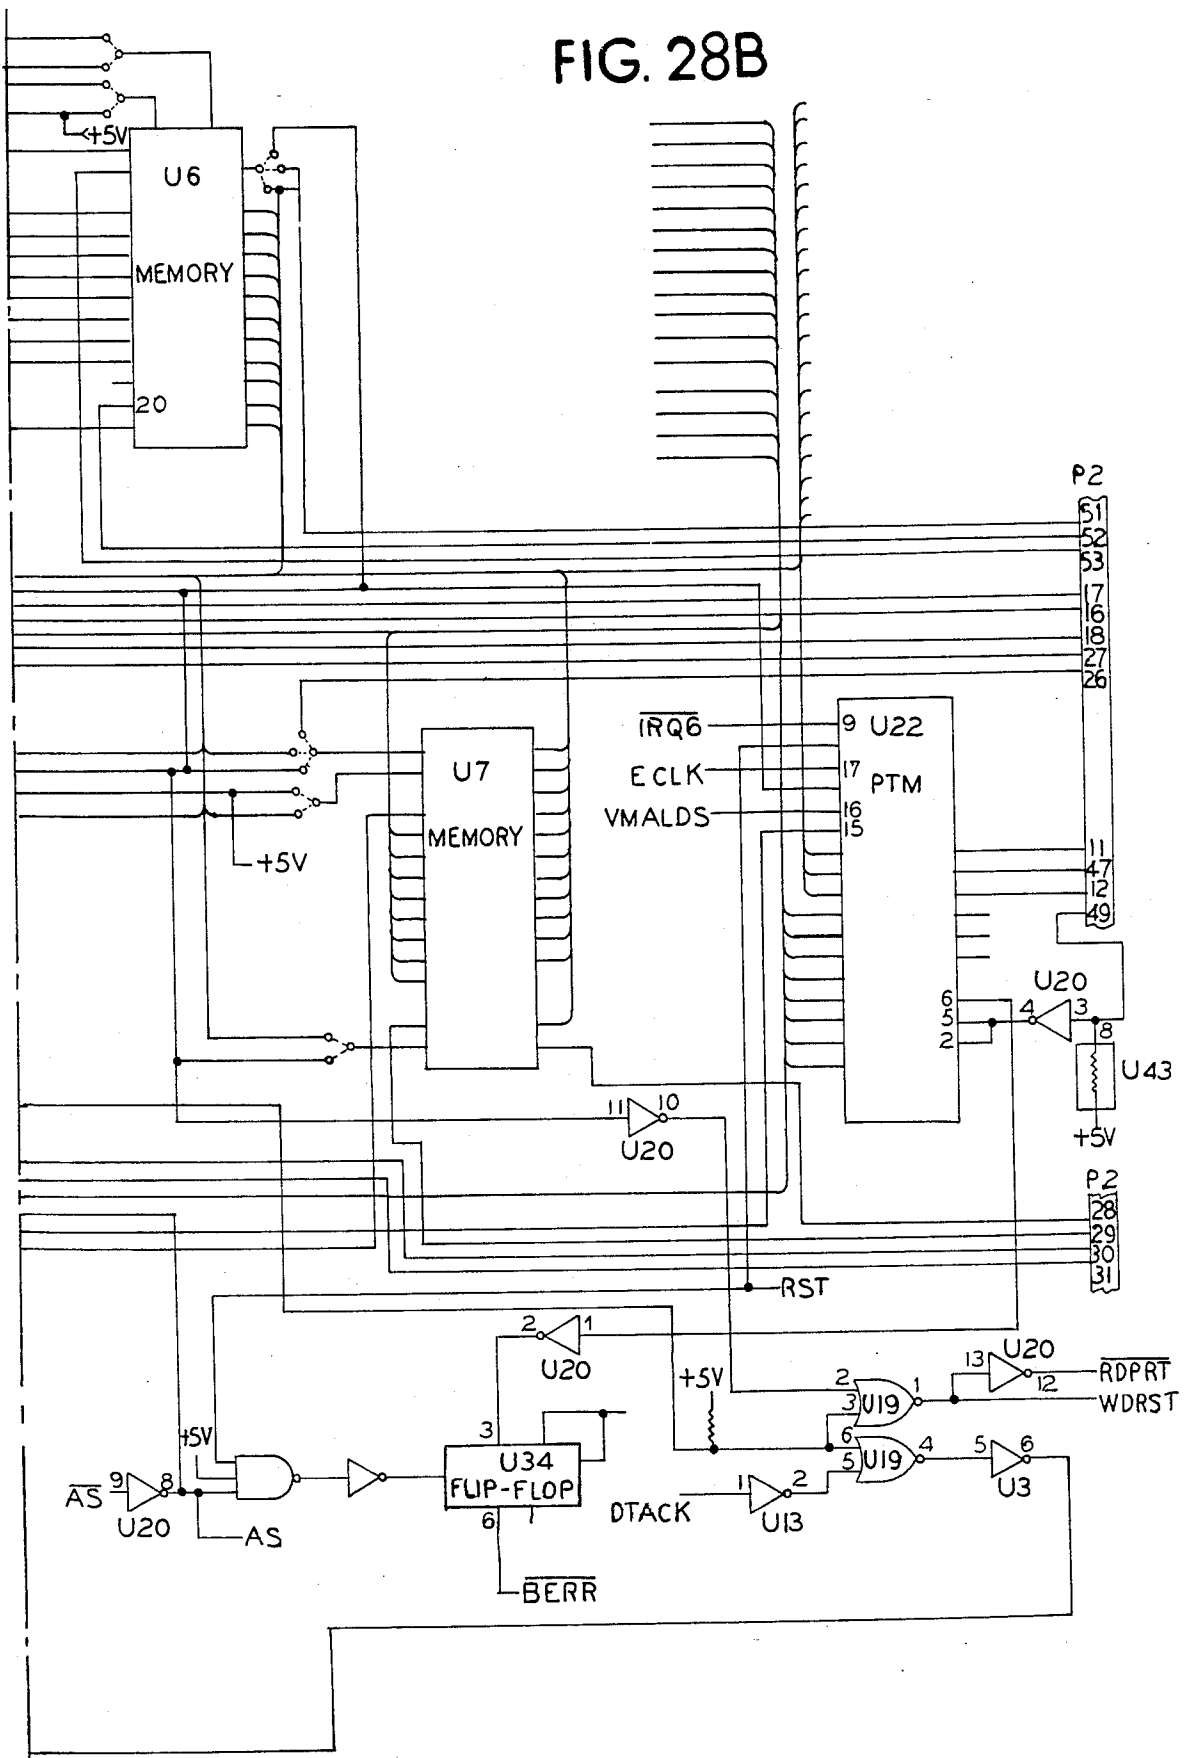 FIG. 28B
+5V
U6
MEMORY
20
P2
51
52
53
17
16
18
27
26
IRQ6
9
U22
ECLK
17
PTM
VMALDS
16
15
U7
MEMORY
+5V
11
47
12
49
U20
6
4
3
5
8
2
U43
+5V
11
10
U20
P2
28
29
30
31
RST
2
1
U20
+5V
3
U34
FLIP-FLOP
6
BERR
+5V
AS
9
8
U20
AS
2
3
U19
1
13
U20
12
RDPRT
WDRST
6
5
U19
4
5
6
U3
DTACK
1
2
U13